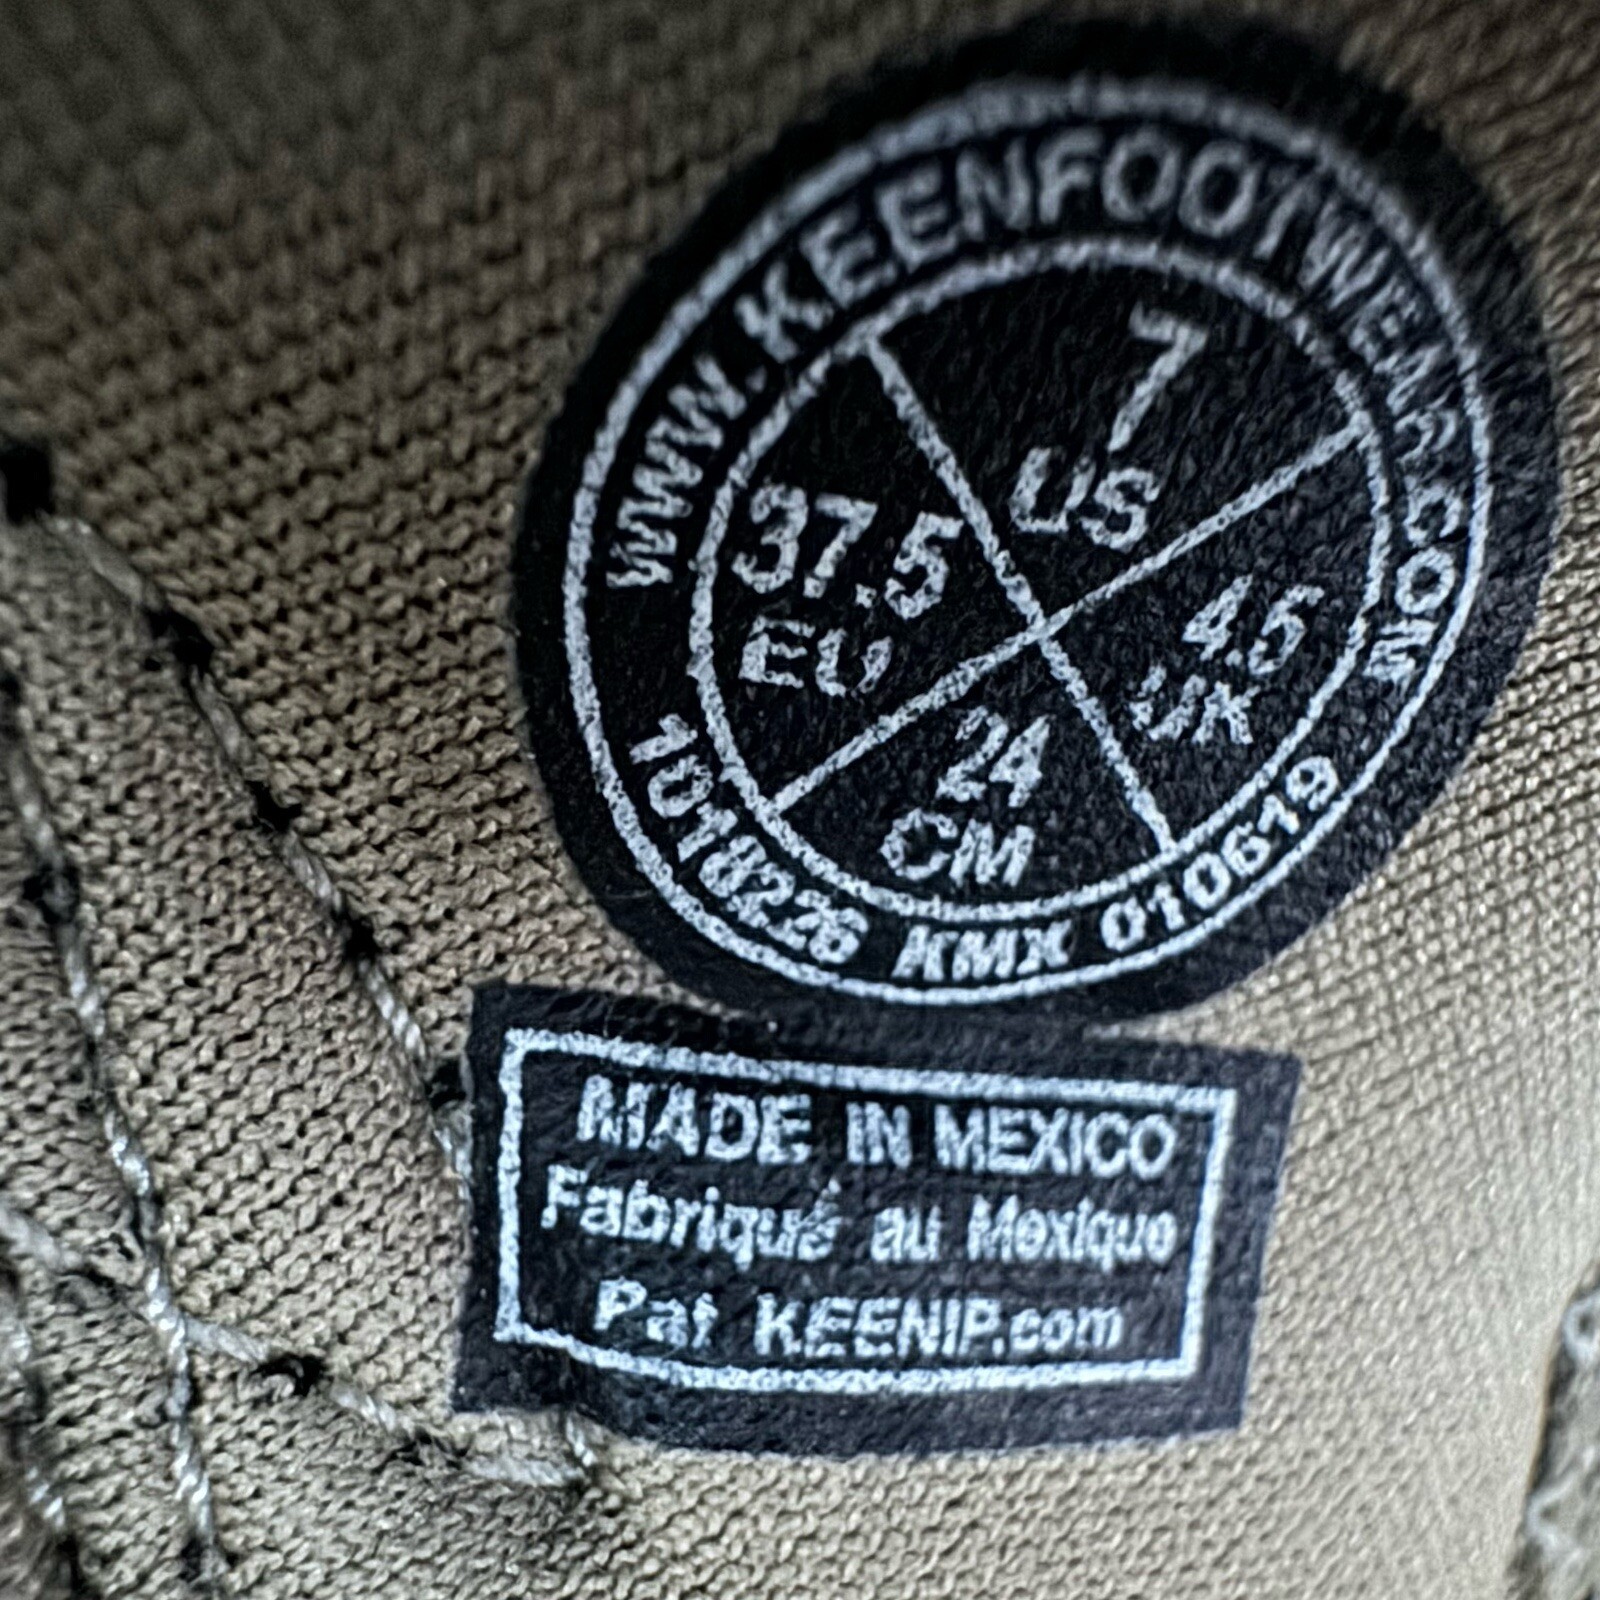 WWW.KEENFOOTWEAR.COM
7
US
37.5
EU
4.5
UK
24
CM
1018226 KMX 010619
MADE IN MEXICO
Fabriqué au Mexique
Pat KEENIP.com